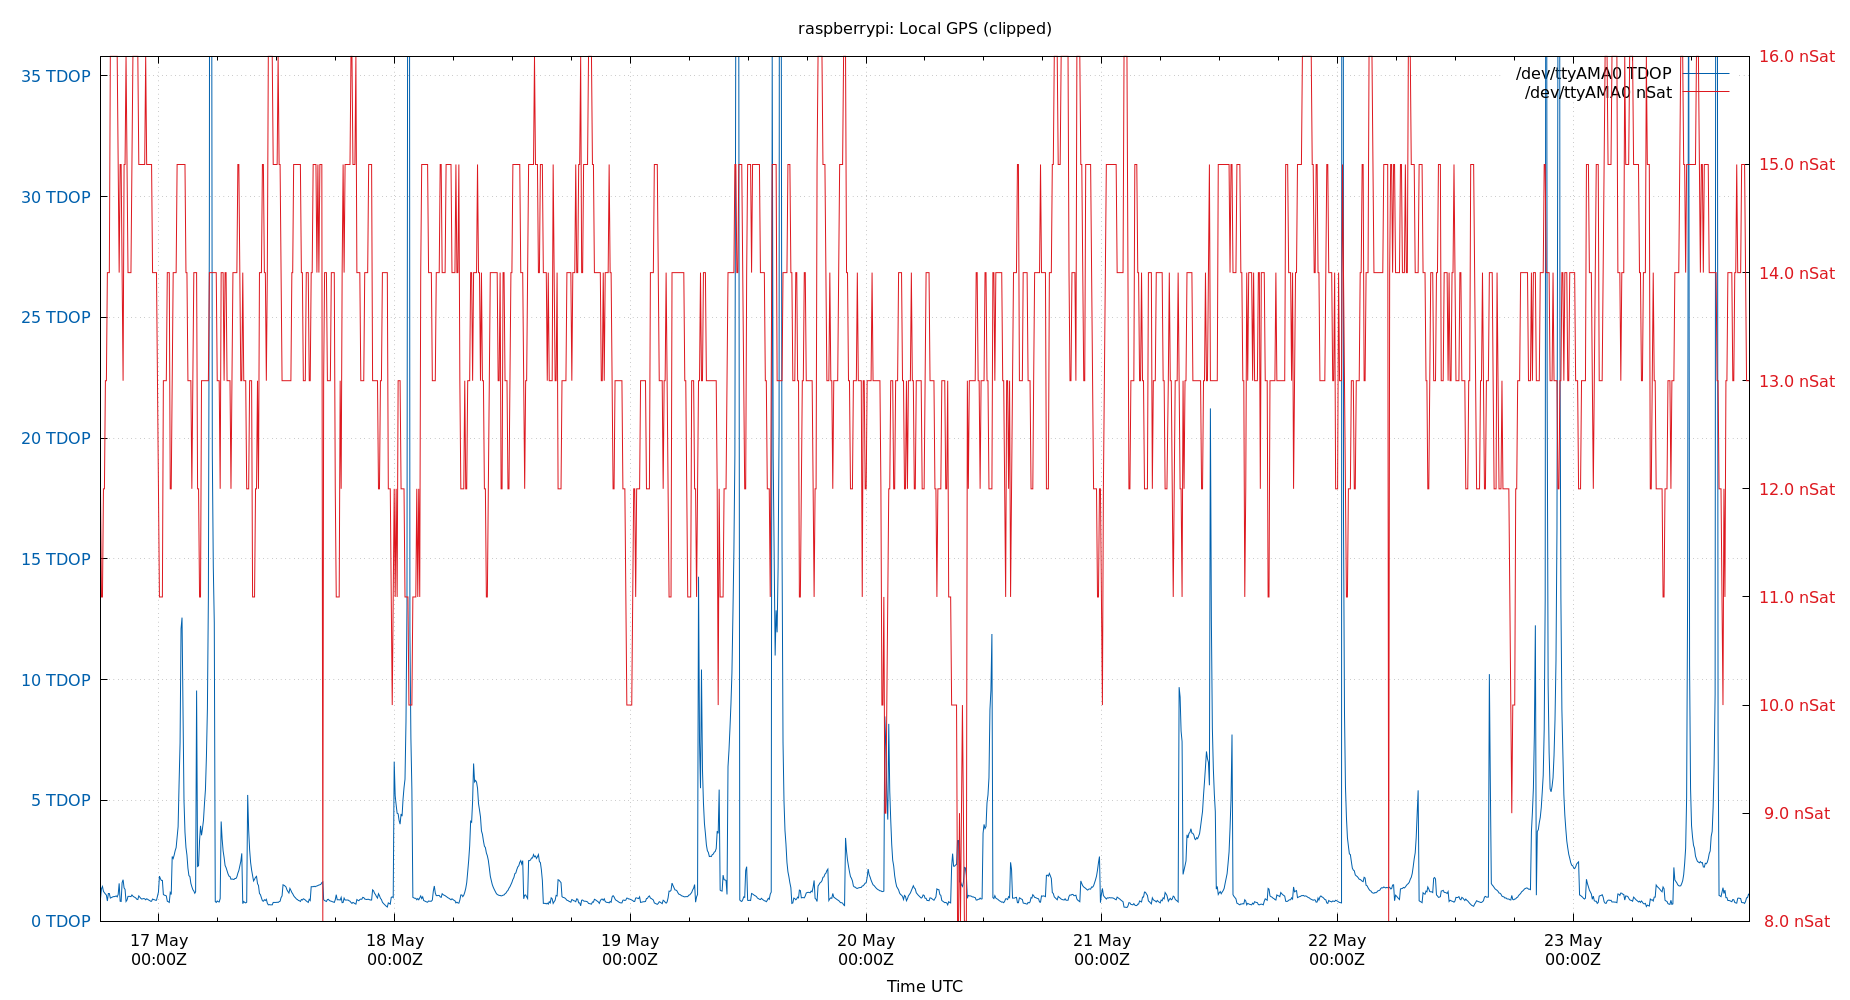 raspberrypi: Local GPS (clipped)
/dev/ttyAMA0 TDOP
/dev/ttyAMA0 nSat
35 TDOP
30 TDOP
25 TDOP
20 TDOP
15 TDOP
10 TDOP
5 TDOP
0 TDOP
16.0 nSat
15.0 nSat
14.0 nSat
13.0 nSat
12.0 nSat
11.0 nSat
10.0 nSat
9.0 nSat
8.0 nSat
17 May
00:00Z
18 May
00:00Z
19 May
00:00Z
20 May
00:00Z
21 May
00:00Z
22 May
00:00Z
23 May
00:00Z
Time UTC